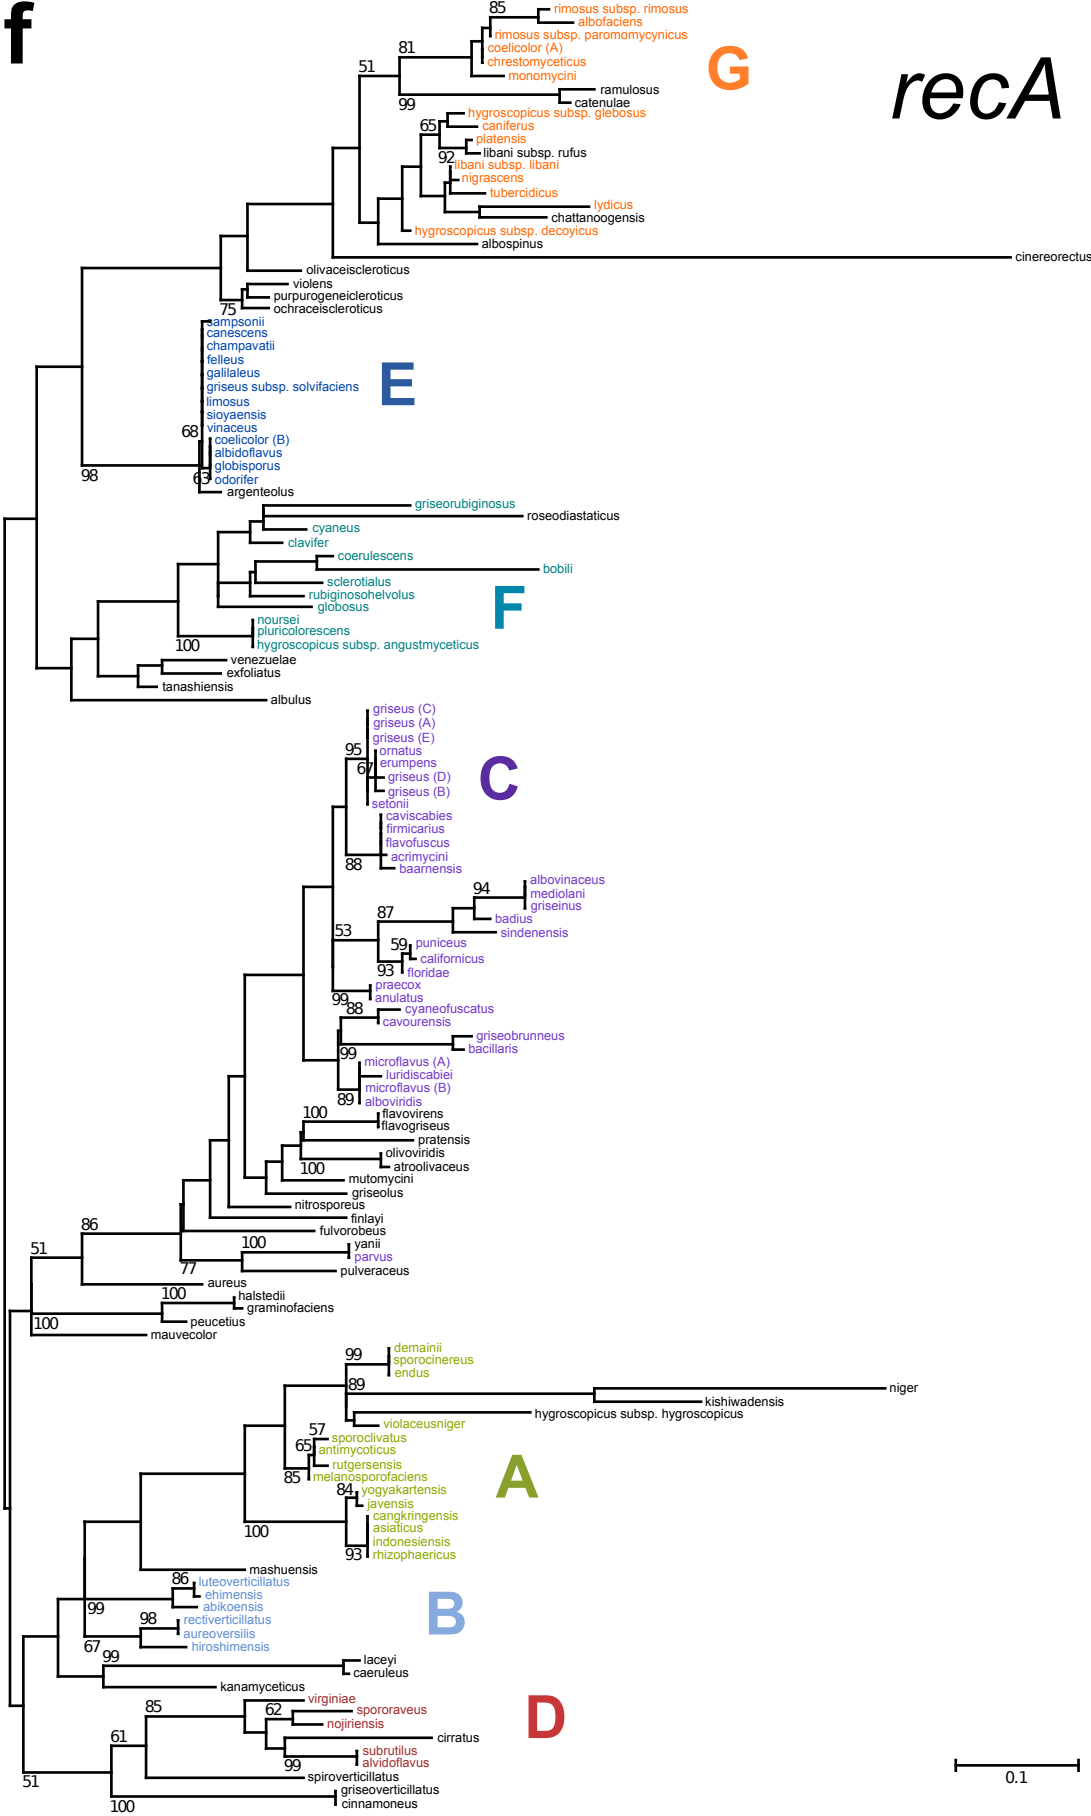 f
recA
85
rimosus subsp. rimosus
albofaciens
rimosus subsp. paromomycynicus
81
coelicolor (A)
chrestomyceticus
51
monomycini
G
99
ramulosus
catenulae
hygroscopicus subsp. glebosus
65
caniferus
platensis
libani subsp. rufus
92
libani subsp. libani
nigrascens
tubercidicus
lydicus
chattanoogensis
hygroscopicus subsp. decoyicus
albospinus
cinereorectus
olivaceiscleroticus
violens
purpurogeneicleroticus
75
ochraceiscleroticus
sampsonii
canescens
champavatii
felleus
galilaleus
griseus subsp. solvifaciens
E
limosus
sioyaensis
vinaceus
68
coelicolor (B)
albidoflavus
globisporus
98
63
odorifer
argenteolus
griseorubiginosus
roseodiastaticus
cyaneus
clavifer
coerulescens
bobili
sclerotialus
rubiginosohelvolus
F
globosus
noursei
pluricolorescens
100
hygroscopicus subsp. angustmyceticus
venezuelae
exfoliatus
tanashiensis
albulus
griseus (C)
griseus (A)
griseus (E)
95
ornatus
erumpens
67
griseus (D)
C
griseus (B)
setonii
caviscabies
firmicarius
flavofuscus
acrimycini
88
baarnensis
albovinaceus
94
mediolani
griseinus
87
badius
53
sindenensis
59
puniceus
californicus
93
floridae
praecox
99
anulatus
88
cyaneofuscatus
cavourensis
griseobrunneus
99
bacillaris
microflavus (A)
luridiscabiei
microflavus (B)
89
alboviridis
100
flavovirens
flavogriseus
pratensis
olivoviridis
100
atroolivaceus
mutomycini
griseolus
nitrosporeus
finlayi
86
fulvorobeus
51
100
yanii
parvus
77
pulveraceus
aureus
100
halstedii
graminofaciens
100
peucetius
mauvecolor
demainii
99
sporocinereus
endus
89
niger
kishiwadensis
hygroscopicus subsp. hygroscopicus
violaceusniger
57
sporoclivatus
65
antimycoticus
rutgersensis
85
melanosporofaciens
A
84
yogyakartensis
javensis
cangkringensis
100
asiaticus
indonesiensis
93
rhizophaericus
mashuensis
86
luteoverticillatus
ehimensis
99
abikoensis
B
98
rectiverticillatus
aureoversilis
67
hiroshimensis
99
laceyi
caeruleus
kanamyceticus
virginiae
85
62
spororaveus
nojiriensis
D
61
cirratus
subrutilus
99
alvidoflavus
51
spiroverticillatus
griseoverticillatus
100
cinnamoneus
0.1